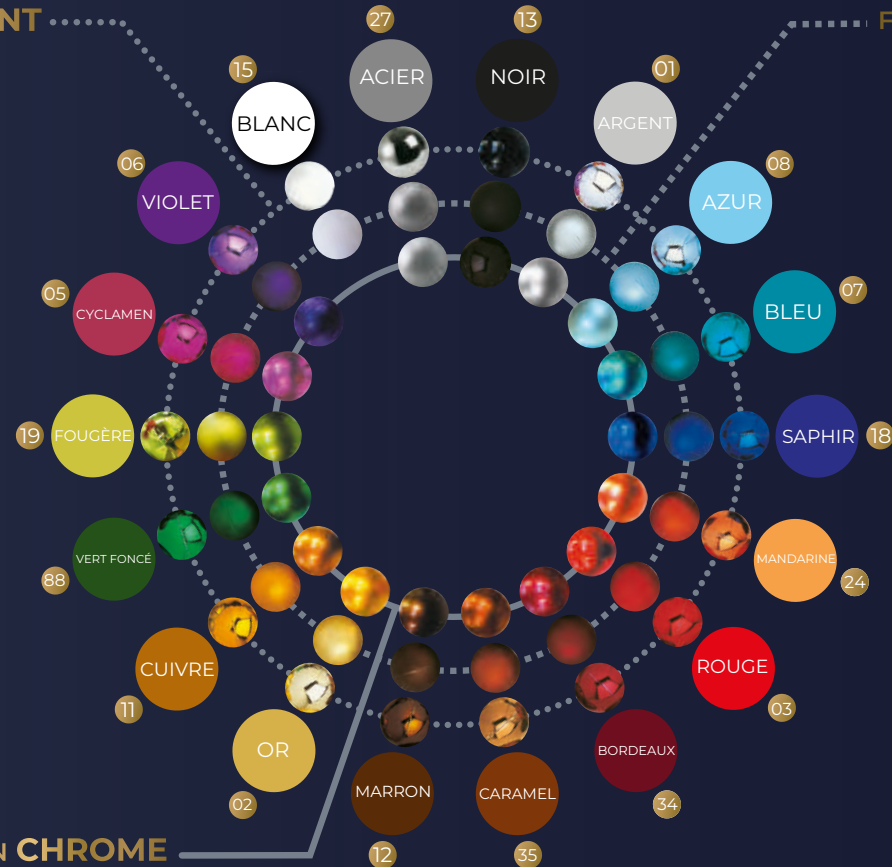 NT
F
27
ACIER
13
NOIR
01
ARGENT
15
BLANC
08
AZUR
06
VIOLET
07
BLEU
05
CYCLAMEN
18
SAPHIR
19
FOUGÈRE
24
MANDARINE
88
VERT FONCÉ
03
ROUGE
11
CUIVRE
34
BORDEAUX
02
OR
12
MARRON
35
CARAMEL
N CHROME